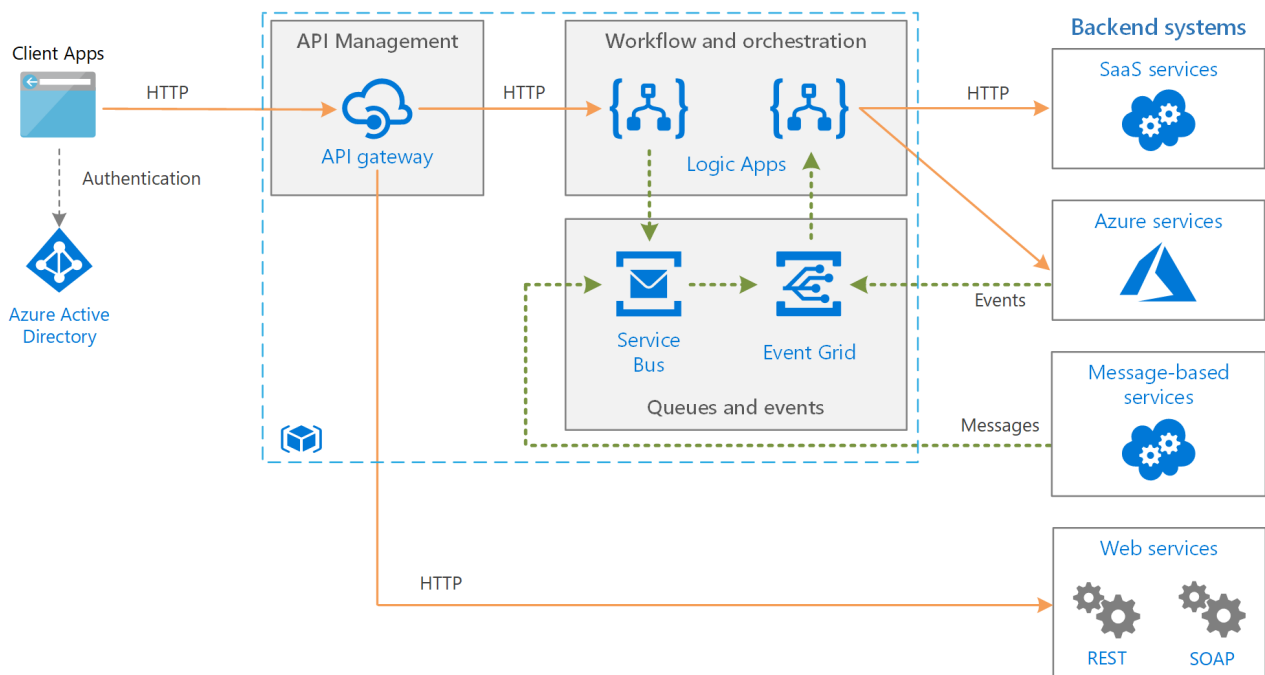 Client Apps
HTTP
Authentication
Azure Active
Directory
API Management
API gateway
HTTP
Workflow and orchestration
Logic Apps
Service
Bus
Event Grid
Queues and events
HTTP
Events
Messages
HTTP
Backend systems
SaaS services
Azure services
Message-based
services
Web services
REST
SOAP